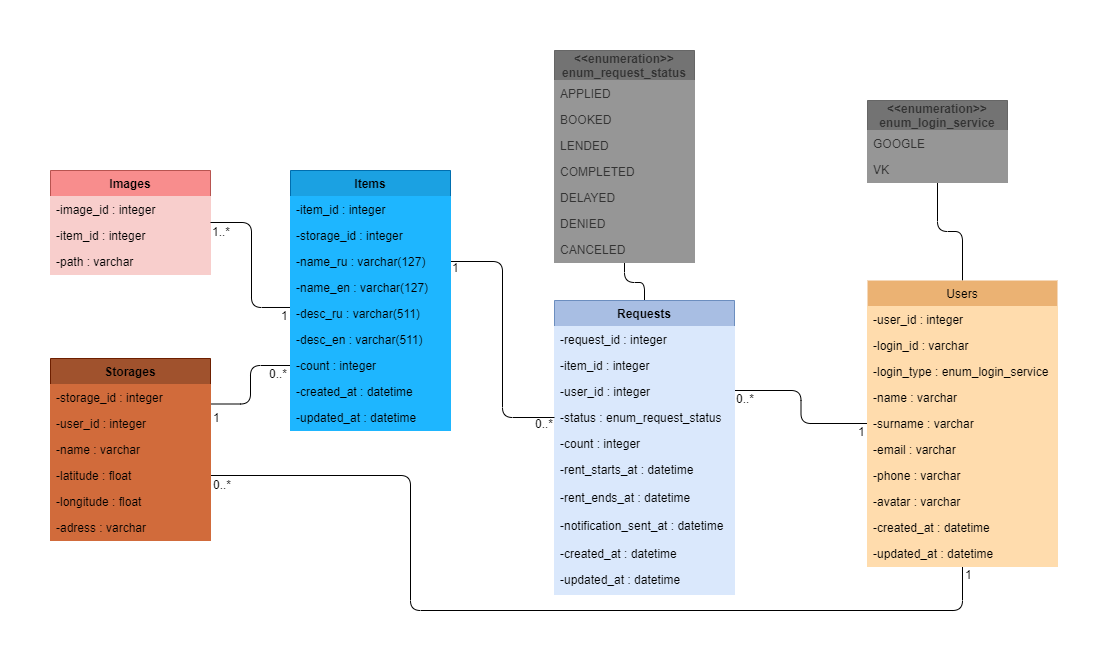 <<enumeration>>
enum_request_status
APPLIED
BOOKED
LENDED
COMPLETED
DELAYED
DENIED
CANCELED
<<enumeration>>
enum_login_service
GOOGLE
VK
Images
-image_id : integer
-item_id : integer
-path : varchar
1..*
1
Items
-item_id : integer
-storage_id : integer
-name_ru : varchar(127)
-name_en : varchar(127)
-desc_ru : varchar(511)
-desc_en : varchar(511)
-count : integer
-created_at : datetime
-updated_at : datetime
1
0..*
Storages
-storage_id : integer
-user_id : integer
-name : varchar
-latitude : float
-longitude : float
-adress : varchar
0..*
1
0..*
Requests
-request_id : integer
-item_id : integer
-user_id : integer
-status : enum_request_status
-count : integer
-rent_starts_at : datetime
-rent_ends_at : datetime
-notification_sent_at : datetime
-created_at : datetime
-updated_at : datetime
0..*
1
Users
-user_id : integer
-login_id : varchar
-login_type : enum_login_service
-name : varchar
-surname : varchar
-email : varchar
-phone : varchar
-avatar : varchar
-created_at : datetime
-updated_at : datetime
1